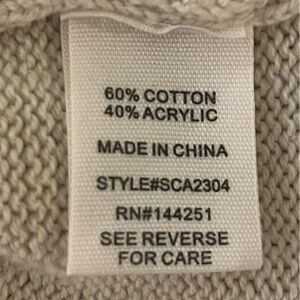 60% COTTON
40% ACRYLIC
MADE IN CHINA
STYLE#SCA2304
RN#144251
SEE REVERSE
FOR CARE